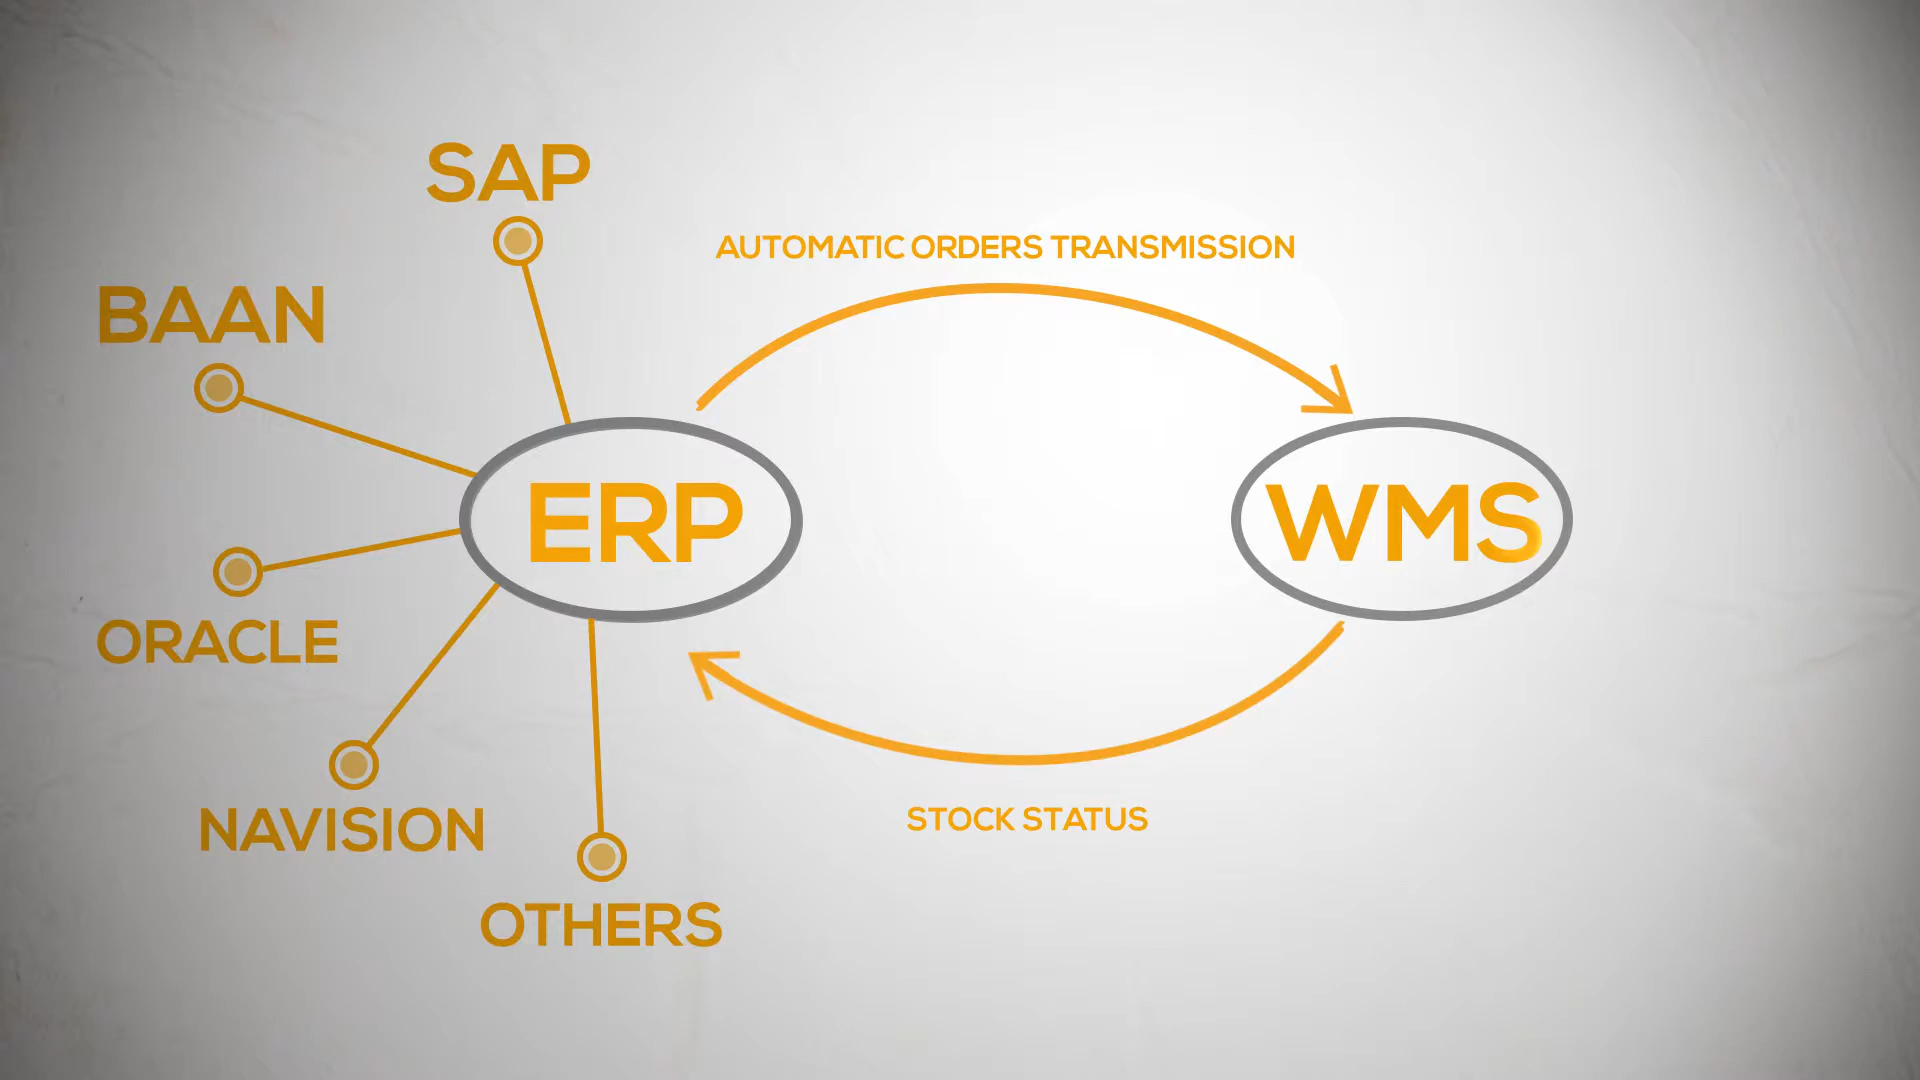 SAP
AUTOMATIC ORDERS TRANSMISSION
BAAN
ERP
WMS
ORACLE
NAVISION
STOCK STATUS
OTHERS